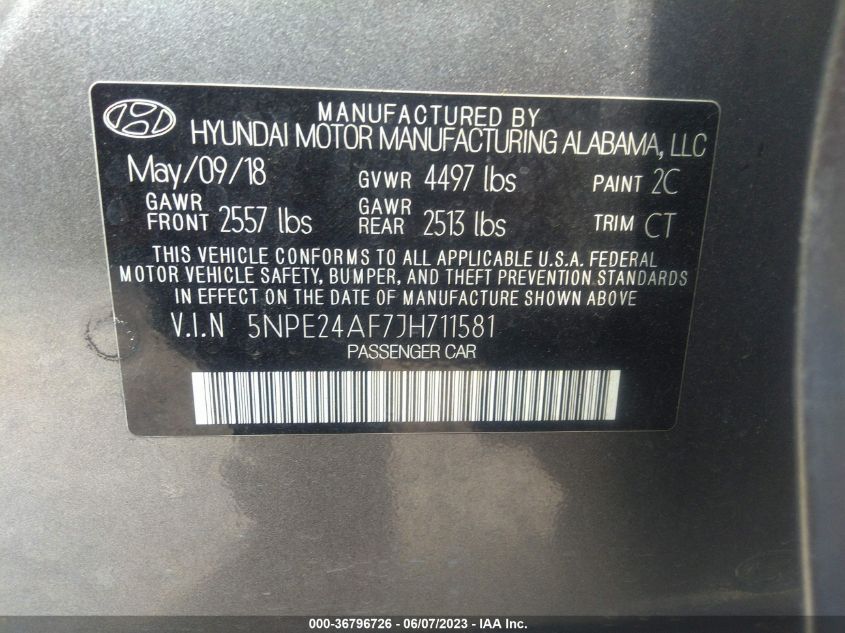 MANUFACTURED BY
HYUNDAI MOTOR MANUFACTURING ALABAMA, LLC
May/09/18 GVWR 4497 lbs PAINT 2C
GAWR FRONT 2557 lbs GAWR REAR 2513 lbs TRIM CT
THIS VEHICLE CONFORMS TO ALL APPLICABLE U.S.A. FEDERAL
MOTOR VEHICLE SAFETY, BUMPER, AND THEFT PREVENTION STANDARDS
IN EFFECT ON THE DATE OF MANUFACTURE SHOWN ABOVE
V.I.N 5NPE24AF7JH711581
PASSENGER CAR
000-36796726 - 06/07/2023 - IAA Inc.